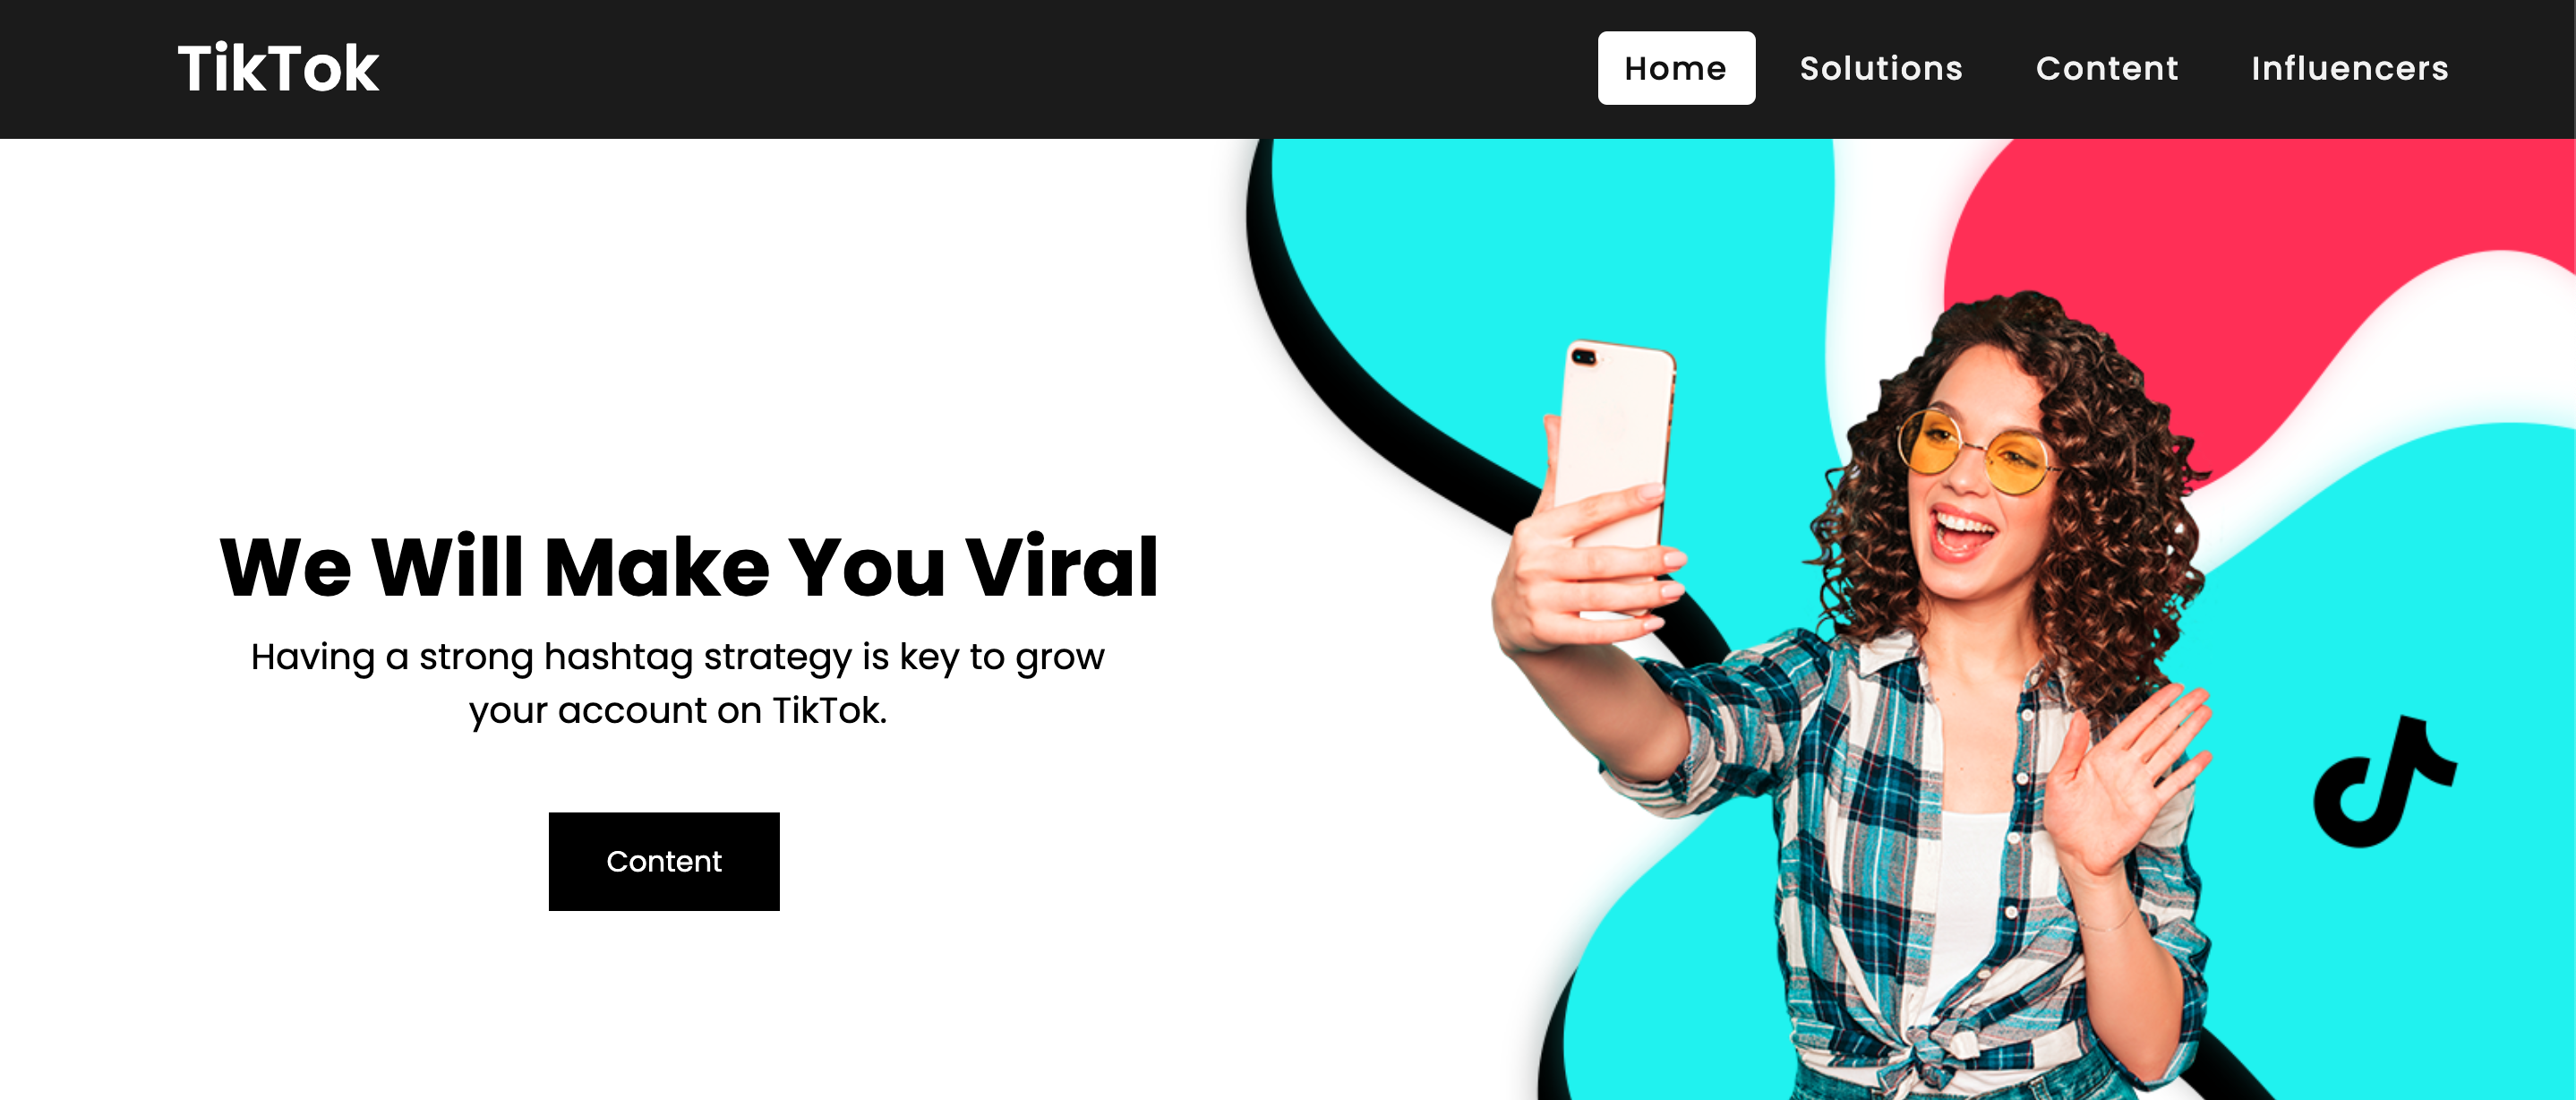 TikTok
Home Solutions Content Influencers
We Will Make You Viral
Having a strong hashtag strategy is key to grow
your account on TikTok.
Content